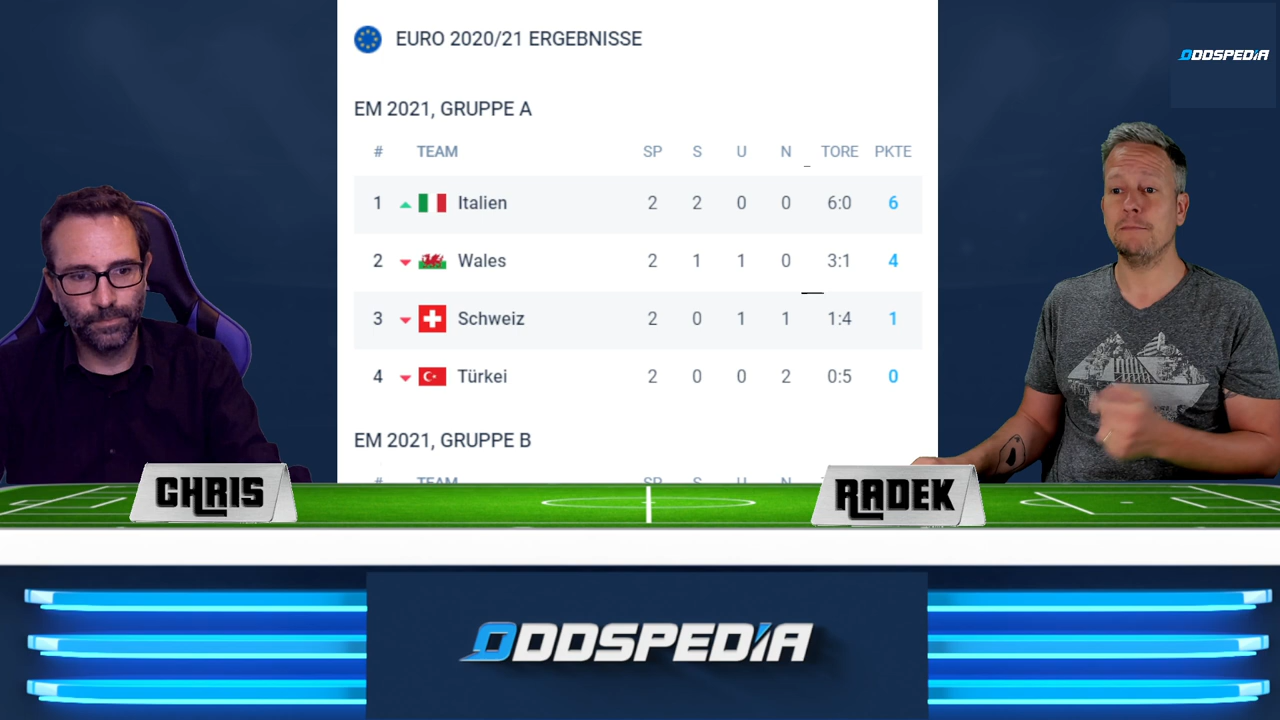 EURO 2020/21 ERGEBNISSE
ODDSPEDIA
EM 2021, GRUPPE A
# TEAM SP S U N TORE PKTE
1 Italien 2 2 0 0 6:0 6
2 Wales 2 1 1 0 3:1 4
3 Schweiz 2 0 1 1 1:4 1
4 Türkei 2 0 0 2 0:5 0
EM 2021, GRUPPE B
# TEAM SP S U N
CHRIS
RADEK
ODDSPEDIA